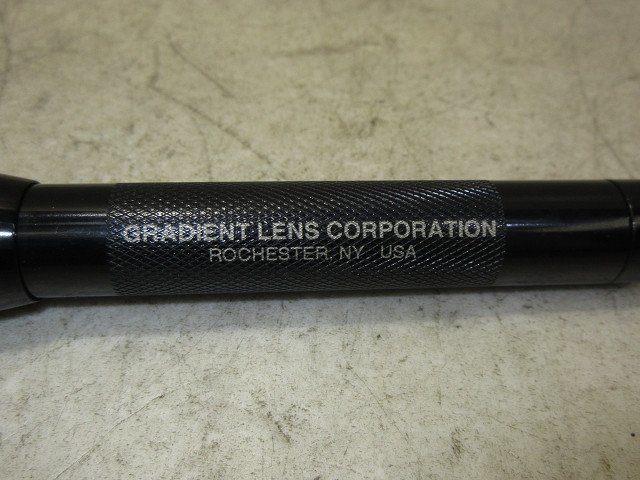 GRADIENT LENS CORPORATION
ROCHESTER, NY USA